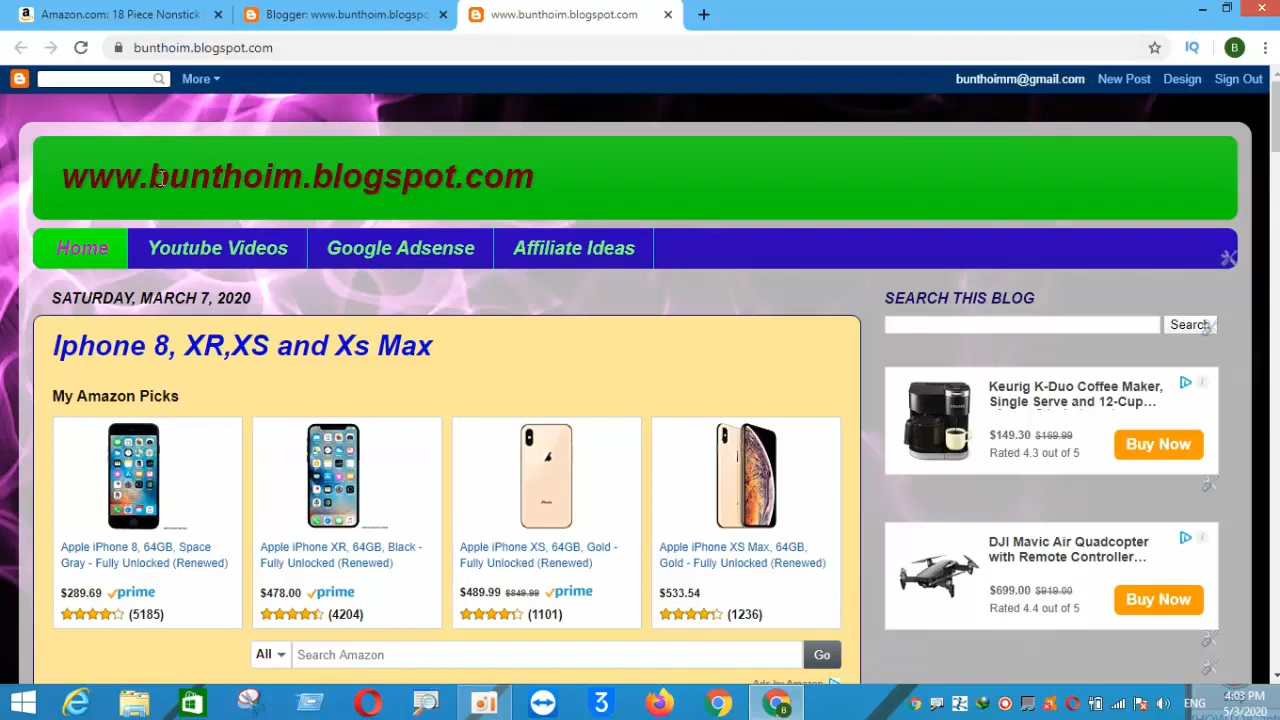 Amazon.com: 18 Piece Nonstick
Blogger: www.bunthoim.blogspo
www.bunthoim.blogspot.com
bunthoim.blogspot.com
IQ
B
More
bunthoimm@gmail.com
New Post
Design
Sign Out
www.bunthoim.blogspot.com
Home
Youtube Videos
Google Adsense
Affiliate Ideas
SATURDAY, MARCH 7, 2020
Iphone 8, XR,XS and Xs Max
My Amazon Picks
Apple iPhone 8, 64GB, Space
Gray - Fully Unlocked (Renewed)
$289.69 prime
(5185)
Apple iPhone XR, 64GB, Black -
Fully Unlocked (Renewed)
$478.00 prime
(4204)
Apple iPhone XS, 64GB, Gold -
Fully Unlocked (Renewed)
$489.99 $849.99 prime
(1101)
Apple iPhone XS Max, 64GB,
Gold - Fully Unlocked (Renewed)
$533.54
(1236)
All
Search Amazon
Go
Ads by Amazon
SEARCH THIS BLOG
Search
Keurig K-Duo Coffee Maker,
Single Serve and 12-Cup...
$149.30 $169.99
Rated 4.3 out of 5
Buy Now
DJI Mavic Air Quadcopter
with Remote Controller...
$699.00 $919.00
Rated 4.4 out of 5
Buy Now
ENG
4:03 PM
5/3/2020